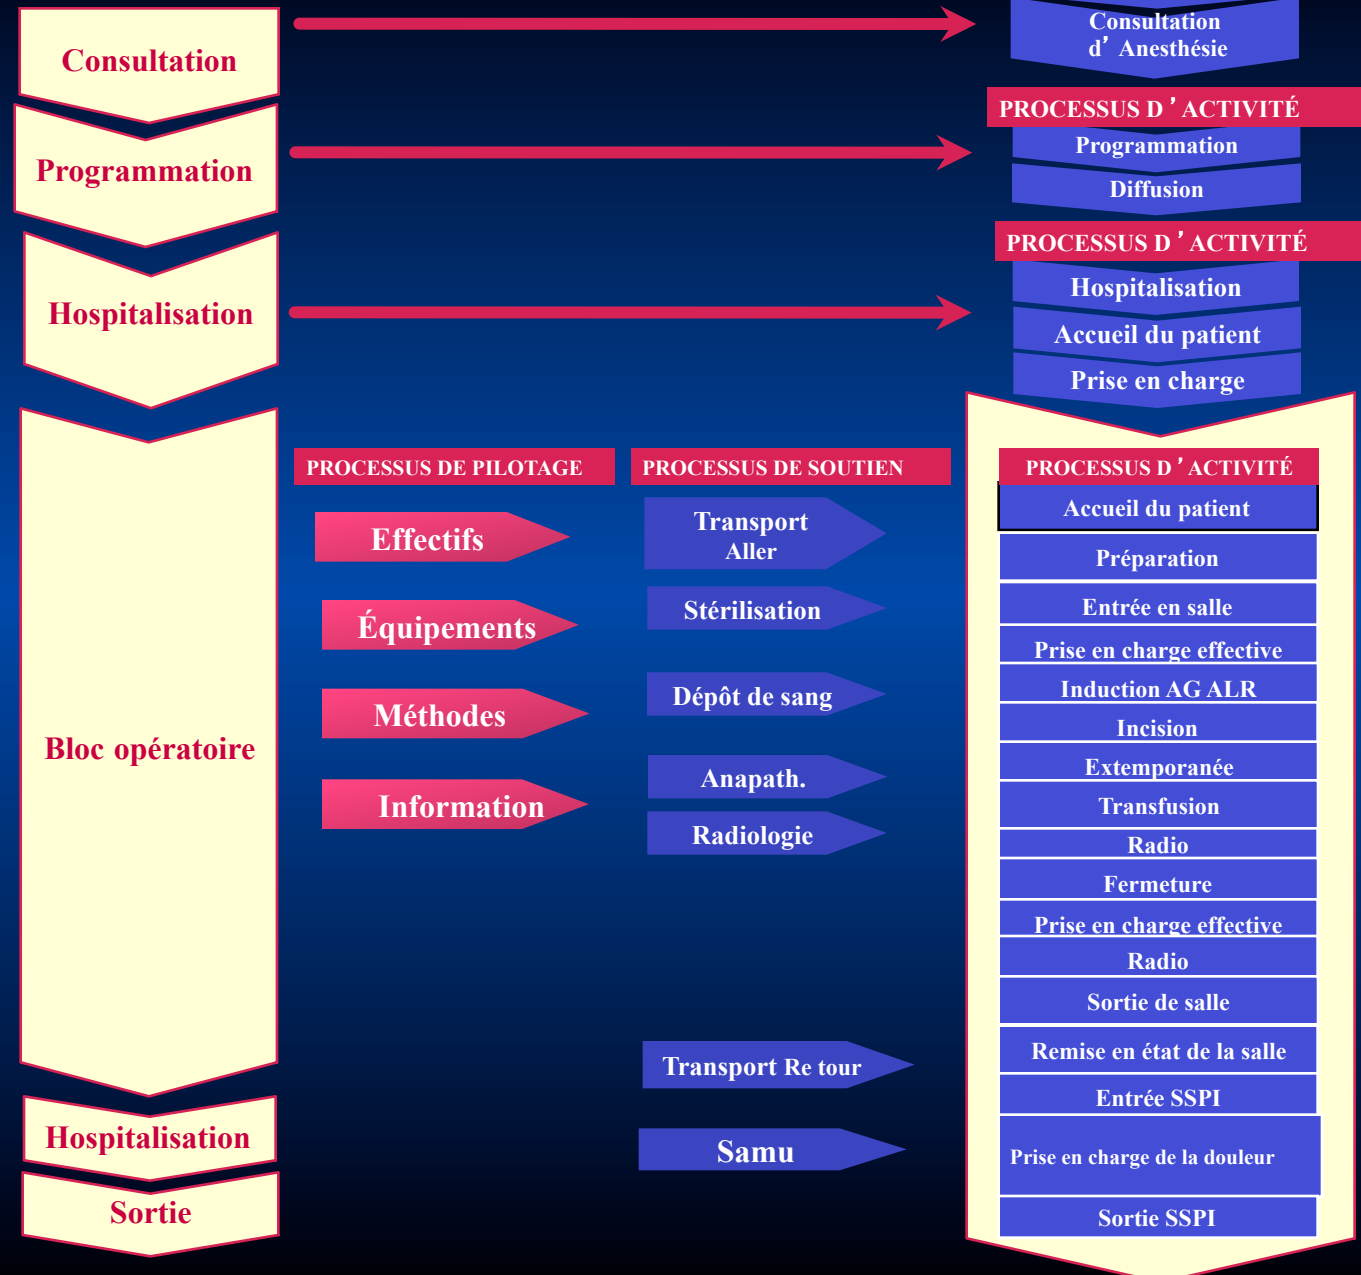 Consultation
Programmation
Hospitalisation
Bloc opératoire
Hospitalisation
Sortie
PROCESSUS DE PILOTAGE
Effectifs
Équipements
Méthodes
Information
PROCESSUS DE SOUTIEN
Transport
Aller
Stérilisation
Dépôt de sang
Anapath.
Radiologie
Transport Re tour
Samu
Consultation
d’ Anesthésie
PROCESSUS D ’ ACTIVITÉ
Programmation
Diffusion
PROCESSUS D ’ ACTIVITÉ
Hospitalisation
Accueil du patient
Prise en charge
PROCESSUS D ’ ACTIVITÉ
Accueil du patient
Préparation
Entrée en salle
Prise en charge effective
Induction AG ALR
Incision
Extemporanée
Transfusion
Radio
Fermeture
Prise en charge effective
Radio
Sortie de salle
Remise en état de la salle
Entrée SSPI
Prise en charge de la douleur
Sortie SSPI